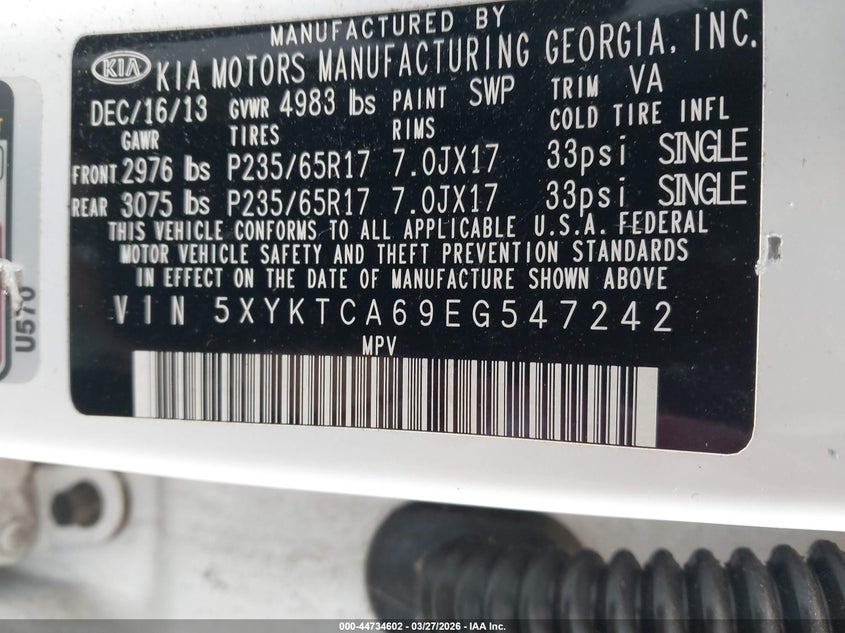 MANUFACTURED BY
KIA KIA MOTORS MANUFACTURING GEORGIA, INC.
DEC/16/13 GVWR 4983 lbs PAINT SWP TRIM VA
GAWR TIRES RIMS COLD TIRE INFL
FRONT 2976 lbs P235/65R17 7.0JX17 33psi SINGLE
REAR 3075 lbs P235/65R17 7.0JX17 33psi SINGLE
THIS VEHICLE CONFORMS TO ALL APPLICABLE U.S.A. FEDERAL
MOTOR VEHICLE SAFETY AND THEFT PREVENTION STANDARDS
IN EFFECT ON THE DATE OF MANUFACTURE SHOWN ABOVE
VIN 5XYKTCA69EG547242
MPV
U570
000-44734602 — 03/27/2026 — IAA Inc.